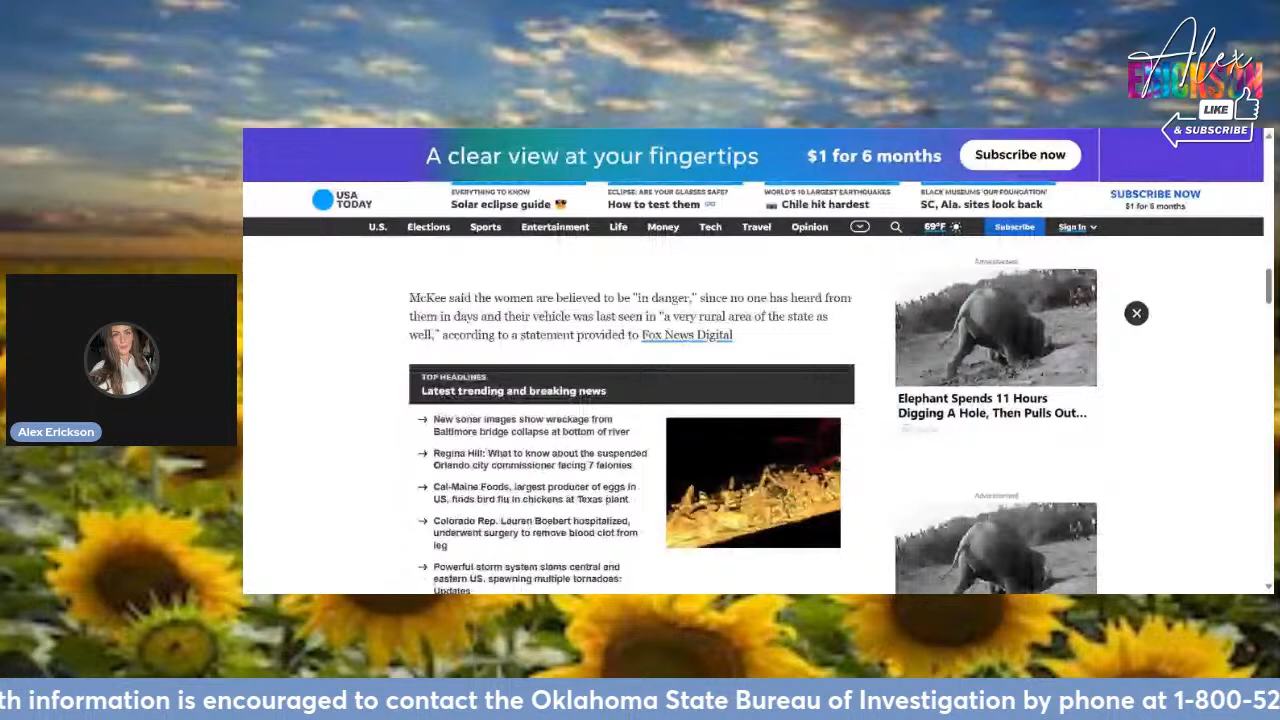 Alex
ERICKSON
LIKE
& SUBSCRIBE
A clear view at your fingertips
$1 for 6 months
Subscribe now
USA
TODAY
EVERYTHING TO KNOW
Solar eclipse guide 😎
ECLIPSE: ARE YOUR GLASSES SAFE?
How to test them
WORLD'S 10 LARGEST EARTHQUAKES
Chile hit hardest
BLACK MUSEUMS 'OUR FOUNDATION'
SC, Ala. sites look back
SUBSCRIBE NOW
$1 for 6 months
U.S. Elections Sports Entertainment Life Money Tech Travel Opinion 69°F Subscribe Sign In
McKee said the women are believed to be "in danger," since no one has heard from
them in days and their vehicle was last seen in "a very rural area of the state as
well," according to a statement provided to Fox News Digital
TOP HEADLINES
Latest trending and breaking news
→ New sonar images show wreckage from
Baltimore bridge collapse at bottom of river
→ Regina Hill: What to know about the suspended
Orlando city commissioner facing 7 felonies
→ Cal-Maine Foods, largest producer of eggs in
US, finds bird flu in chickens at Texas plant
→ Colorado Rep. Lauren Boebert hospitalized,
underwent surgery to remove blood clot from
leg
→ Powerful storm system slams central and
eastern US, spawning multiple tornadoes:
Updates
Advertisement
Elephant Spends 11 Hours
Digging A Hole, Then Pulls Out...
Advertisement
Alex Erickson
th information is encouraged to contact the Oklahoma State Bureau of Investigation by phone at 1-800-52